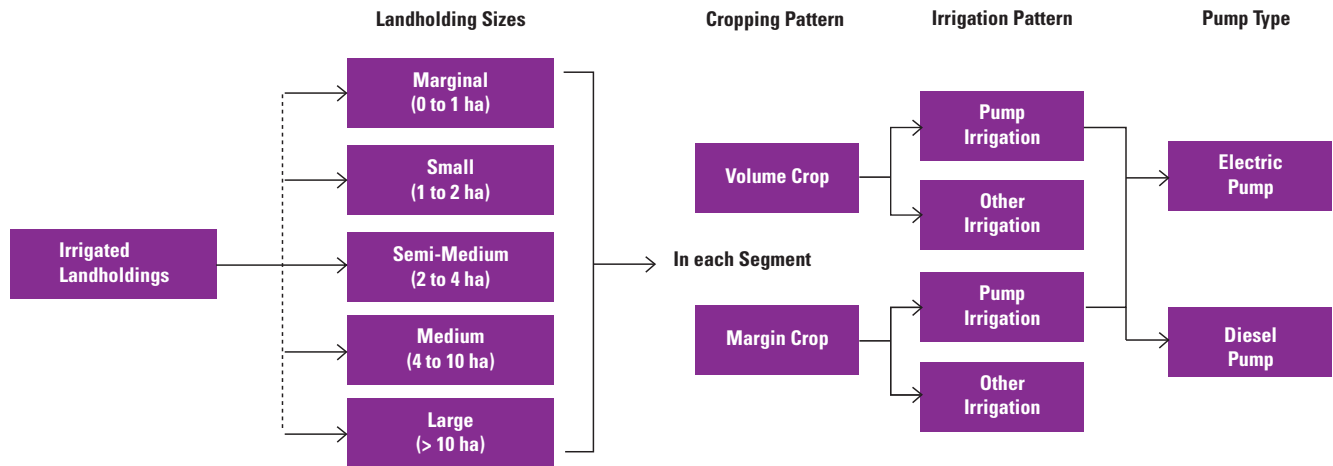 Landholding Sizes
Cropping Pattern
Irrigation Pattern
Pump Type
Irrigated
Landholdings
Marginal
(0 to 1 ha)
Small
(1 to 2 ha)
Semi-Medium
(2 to 4 ha)
Medium
(4 to 10 ha)
Large
(> 10 ha)
In each Segment
Volume Crop
Margin Crop
Pump
Irrigation
Other
Irrigation
Pump
Irrigation
Other
Irrigation
Electric
Pump
Diesel
Pump